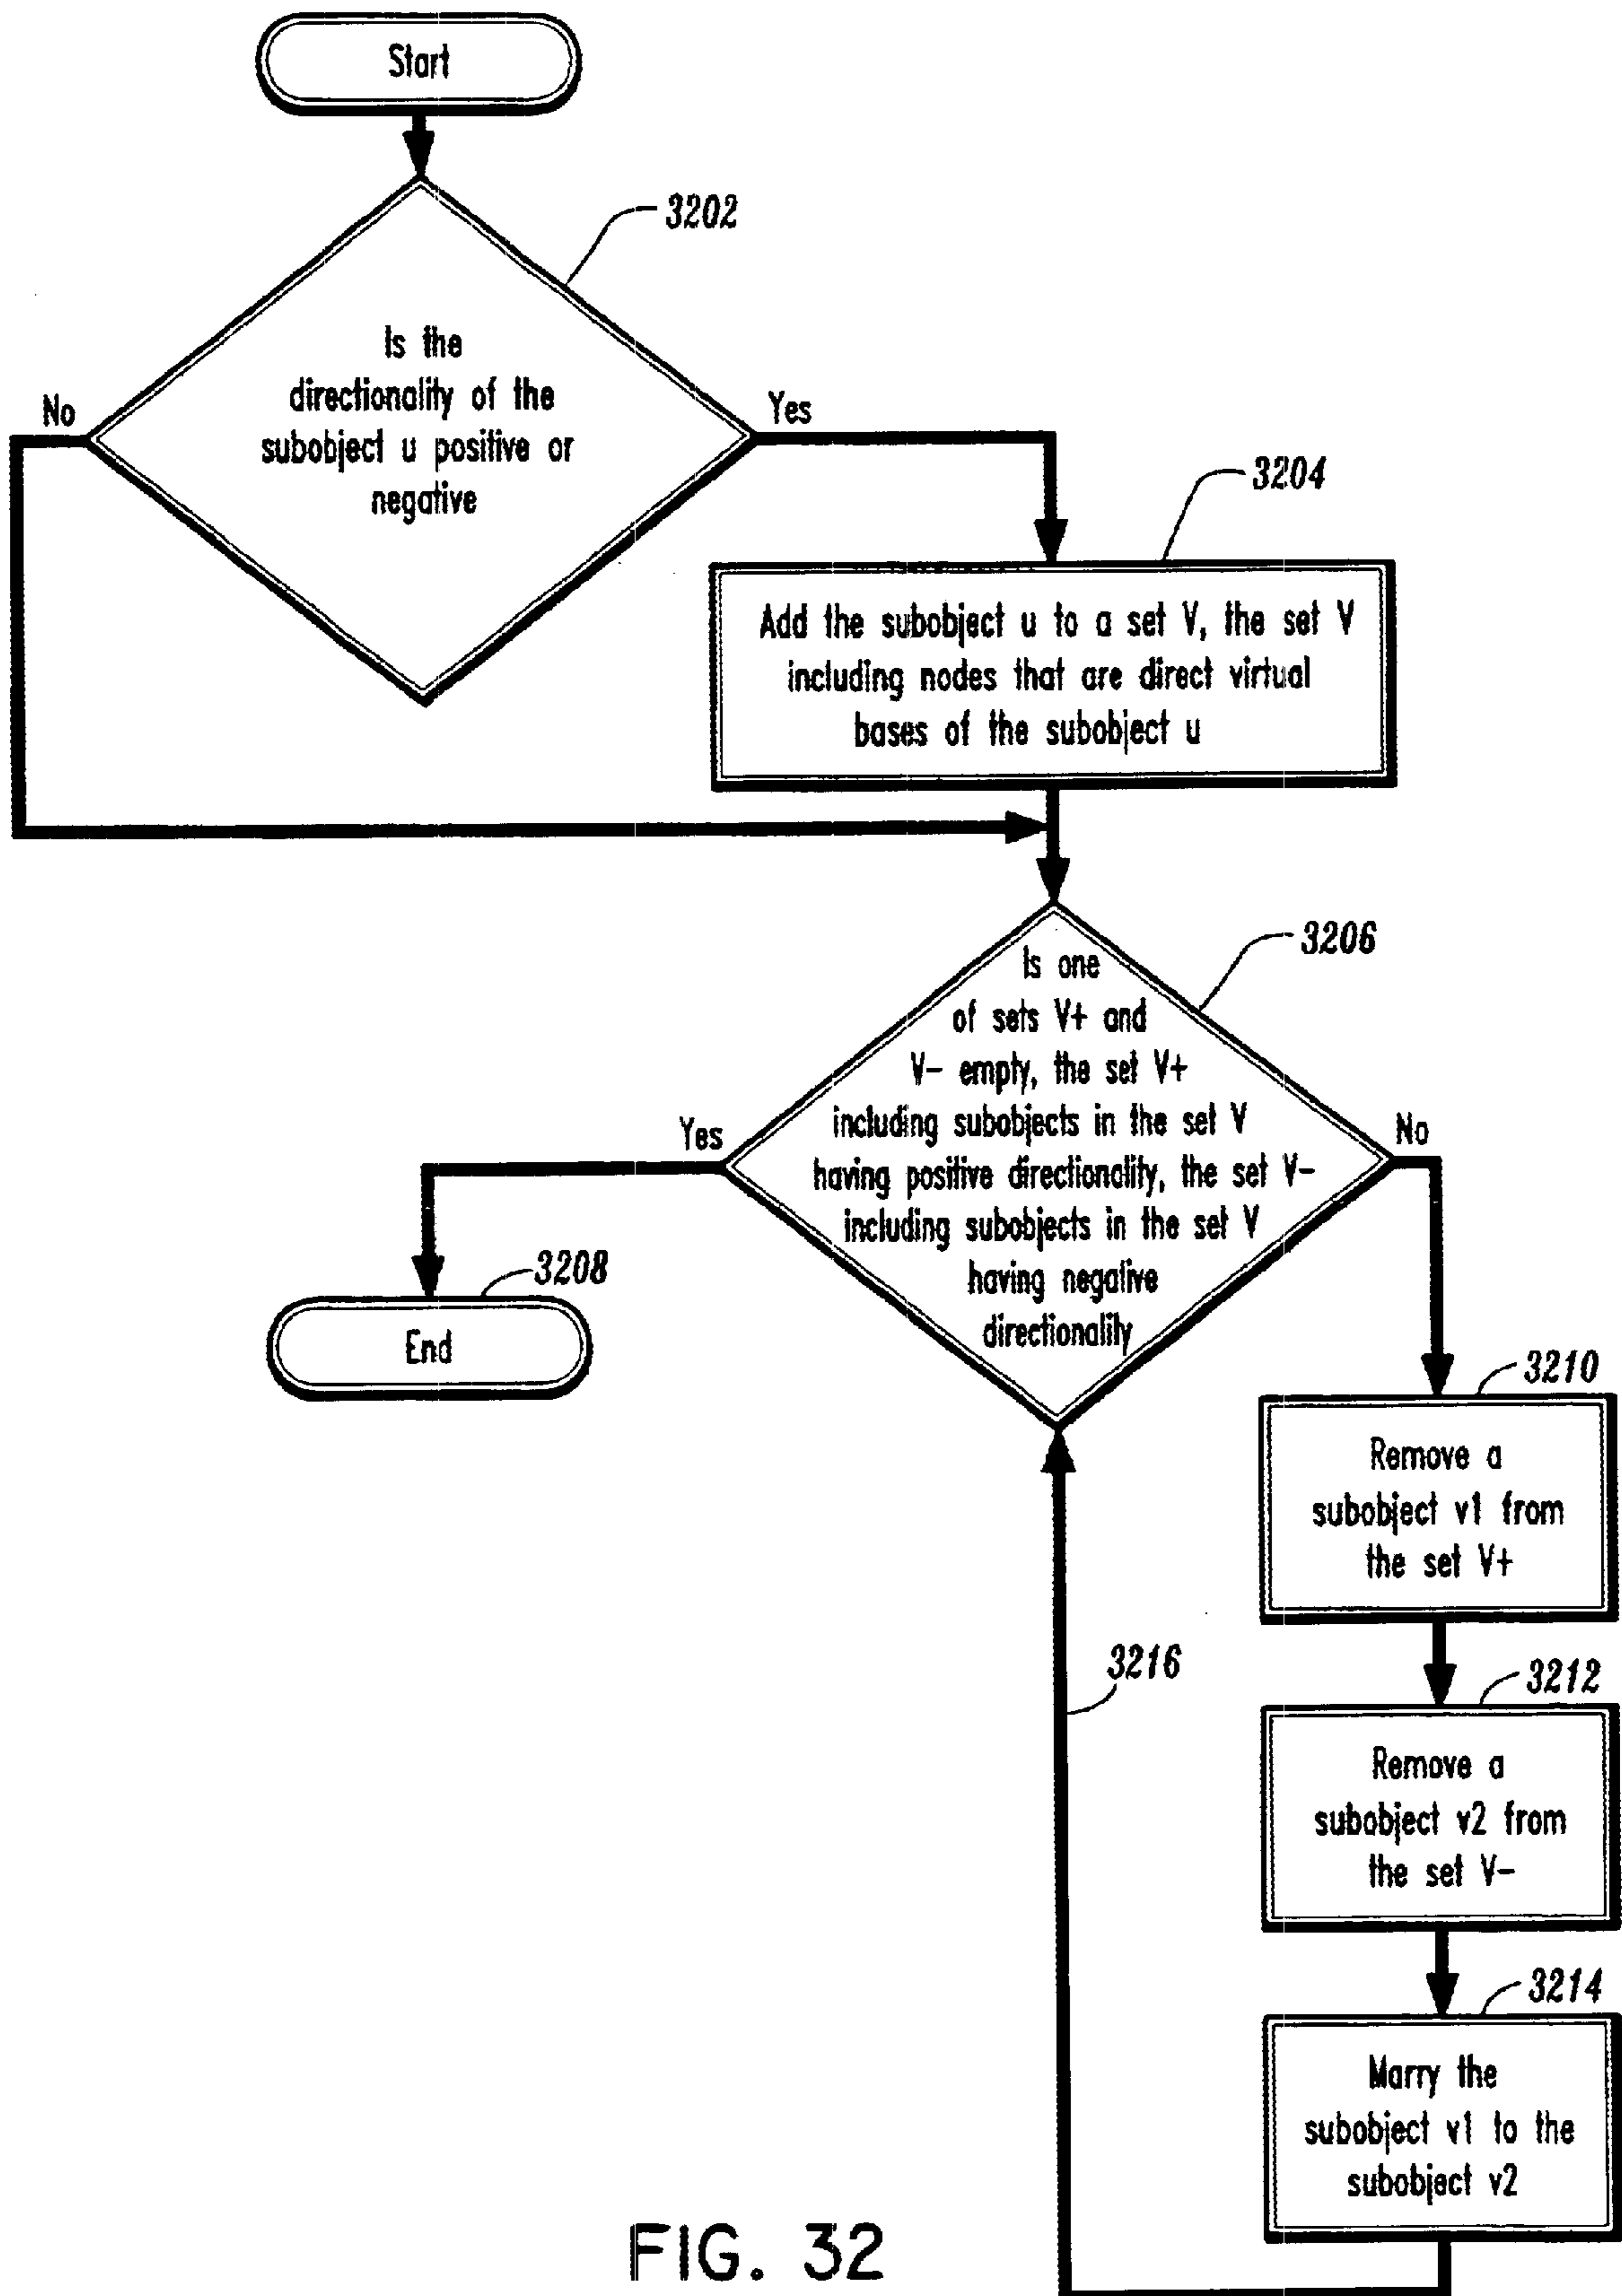 Start
3202
Is the
directionality of the
subobject u positive or
negative
No
Yes
3204
Add the subobject u to a set V, the set V
including nodes that are direct virtual
bases of the subobject u
3206
Is one
of sets V+ and
V- empty, the set V+
including subobjects in the set V
having positive directionality, the set V-
including subobjects in the set V
having negative
directionality
Yes
No
3208
End
3210
Remove a
subobject v1 from
the set V+
3216
3212
Remove a
subobject v2 from
the set V-
3214
Marry the
subobject v1 to the
subobject v2
FIG. 32